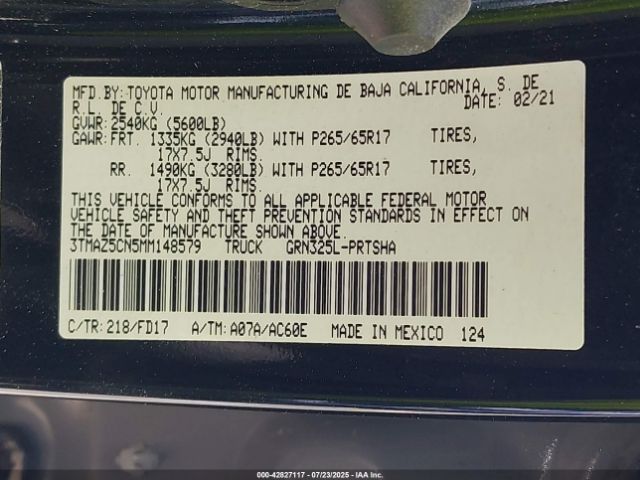 MFD.BY:TOYOTA MOTOR MANUFACTURING DE BAJA CALIFORNIA, S. DE
R.L. DE C.V. DATE: 02/21
GVWR: 2540KG (5600LB)
GAWR:FRT. 1335KG (2940LB) WITH P265/65R17 TIRES,
17X7.5J RIMS.
RR. 1490KG (3280LB) WITH P265/65R17 TIRES,
17X7.5J RIMS.
THIS VEHICLE CONFORMS TO ALL APPLICABLE FEDERAL MOTOR
VEHICLE SAFETY AND THEFT PREVENTION STANDARDS IN EFFECT ON
THE DATE OF MANUFACTURE SHOWN ABOVE.
3TMAZ5CN5MM148579 TRUCK GRN325L-PRTSHA
C/TR:218/FD17 A/TM:A07A/AC60E MADE IN MEXICO 124
000-42827117 - 07/23/2025 - IAAI.COM